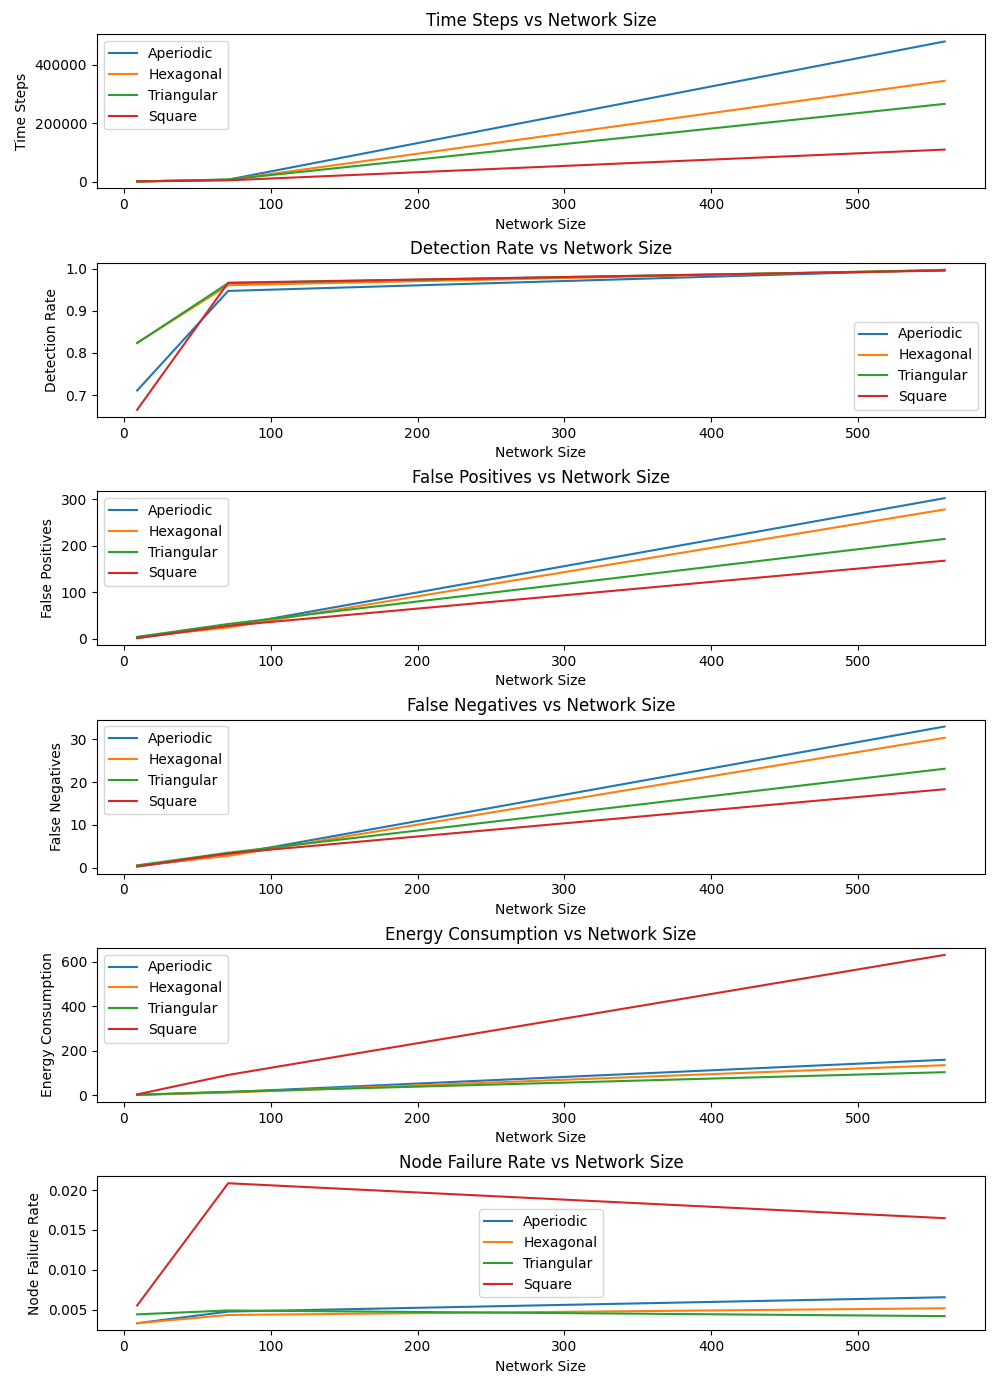 Time Steps vs Network Size
Time Steps
400000
200000
0
Aperiodic
Hexagonal
Triangular
Square
0 100 200 300 400 500
Network Size
Detection Rate vs Network Size
Detection Rate
1.0
0.9
0.8
0.7
Aperiodic
Hexagonal
Triangular
Square
0 100 200 300 400 500
Network Size
False Positives vs Network Size
False Positives
300
200
100
0
Aperiodic
Hexagonal
Triangular
Square
0 100 200 300 400 500
Network Size
False Negatives vs Network Size
False Negatives
30
20
10
0
Aperiodic
Hexagonal
Triangular
Square
0 100 200 300 400 500
Network Size
Energy Consumption vs Network Size
Energy Consumption
600
400
200
0
Aperiodic
Hexagonal
Triangular
Square
0 100 200 300 400 500
Network Size
Node Failure Rate vs Network Size
Node Failure Rate
0.020
0.015
0.010
0.005
Aperiodic
Hexagonal
Triangular
Square
0 100 200 300 400 500
Network Size